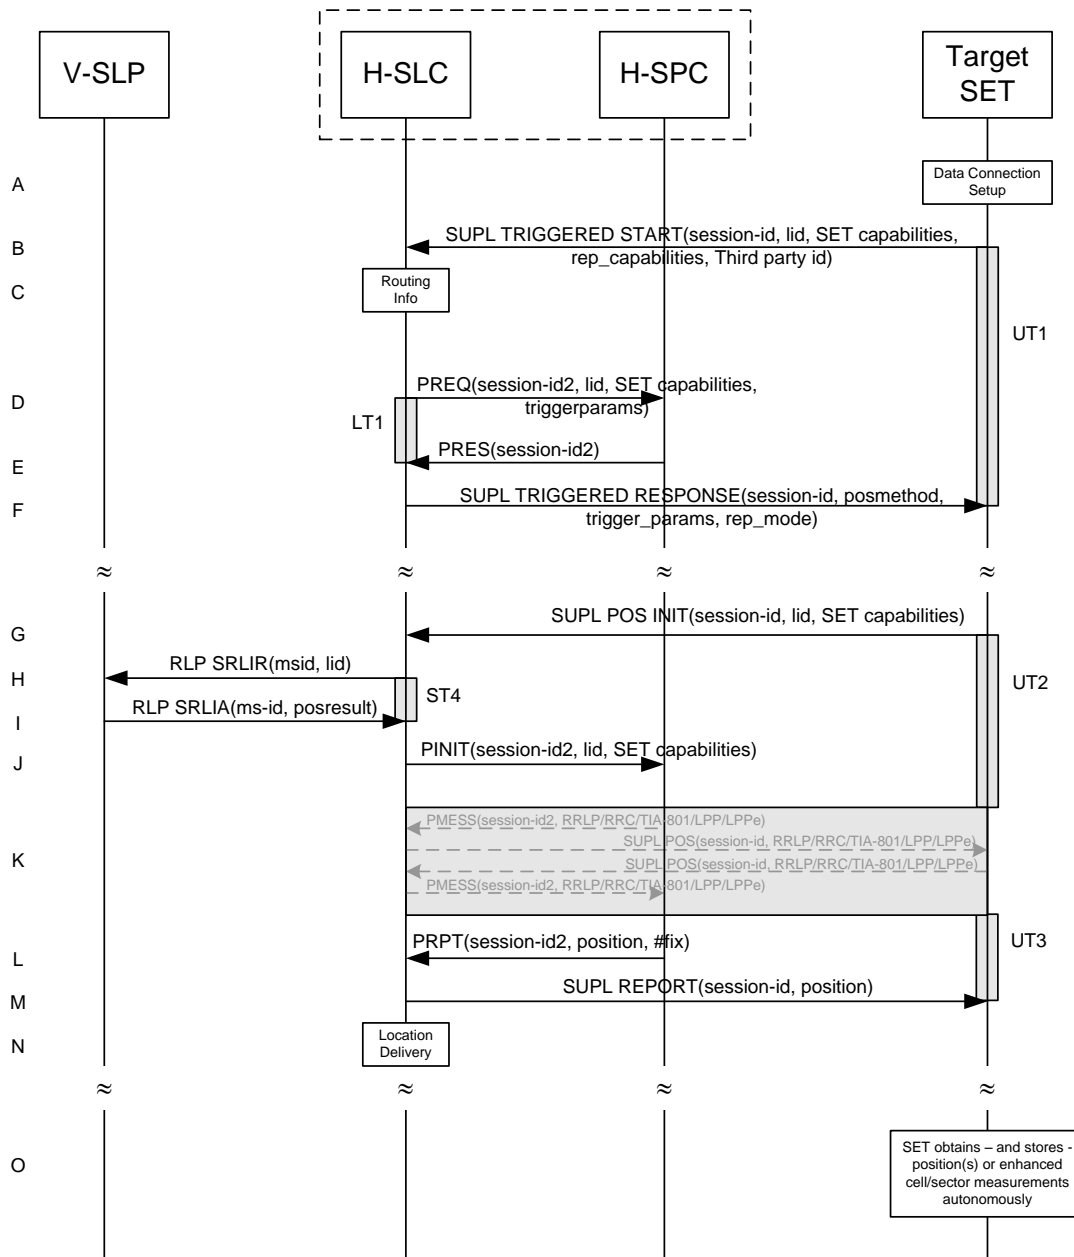 V-SLP
H-SLC
H-SPC
Target
SET
A
Data Connection
Setup
B
SUPL TRIGGERED START(session-id, lid, SET capabilities,
rep_capabilities, Third party id)
C
Routing
Info
UT1
D
PREQ(session-id2, lid, SET capabilities,
triggerparams)
LT1
E
PRES(session-id2)
F
SUPL TRIGGERED RESPONSE(session-id, posmethod,
trigger_params, rep_mode)
≈ ≈ ≈ ≈
G
SUPL POS INIT(session-id, lid, SET capabilities)
H
RLP SRLIR(msid, lid)
ST4
UT2
I
RLP SRLIA(ms-id, posresult)
J
PINIT(session-id2, lid, SET capabilities)
PMESS(session-id2, RRLP/RRC/TIA-801/LPP/LPPe)
SUPL POS(session-id, RRLP/RRC/TIA-801/LPP/LPPe)
K
SUPL POS(session-id, RRLP/RRC/TIA-801/LPP/LPPe)
PMESS(session-id2, RRLP/RRC/TIA-801/LPP/LPPe)
L
PRPT(session-id2, position, #fix)
UT3
M
SUPL REPORT(session-id, position)
N
Location
Delivery
≈ ≈ ≈ ≈
O
SET obtains – and stores -
position(s) or enhanced
cell/sector measurements
autonomously